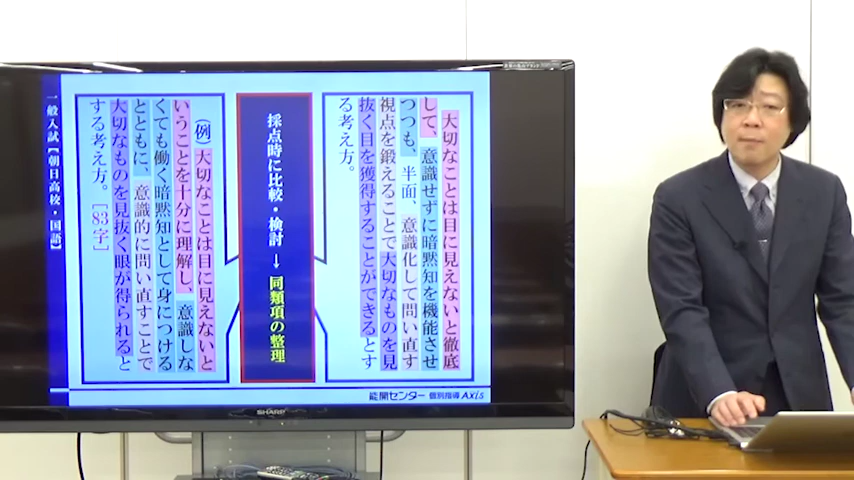 大切なことは目に見えないと徹底
して、意識せずに暗黙知を機能させ
つつも、半面、意識化して問い直す
視点を鍛えることで大切なものを見
抜く目を獲得することができるとす
る考え方。
採点時に比較・検討→同類項の整理
(例)大切なことは目に見えないと
いうことを十分に理解し、意識しな
くても働く暗黙知として身につける
とともに、意識的に問い直すことで
大切なものを見抜く眼が得られると
する考え方。[83字]
一般入試【朝日高校・国語】
能開センター 個別指導 Axis
SHARP